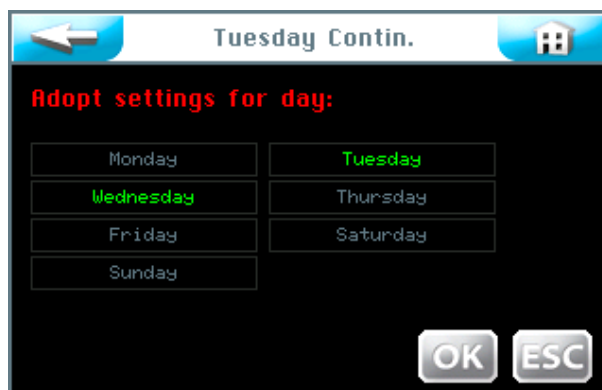 Tuesday Contin.
Adopt settings for day:
Monday Tuesday
Wednesday Thursday
Friday Saturday
Sunday
OK ESC